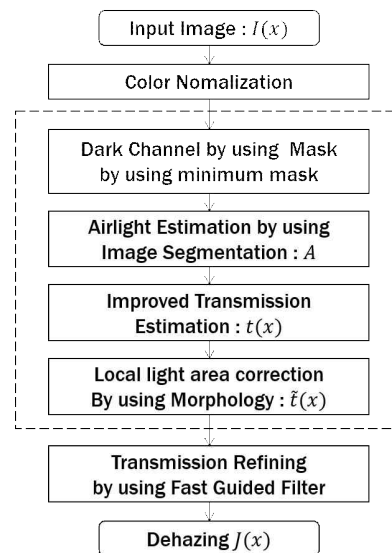 Input Image : I(x)
Color Nomalization
Dark Channel by using Mask
by using minimum mask
Airlight Estimation by using
Image Segmentation : A
Improved Transmission
Estimation : t(x)
Local light area correction
By using Morphology : t̃(x)
Transmission Refining
by using Fast Guided Filter
Dehazing J(x)